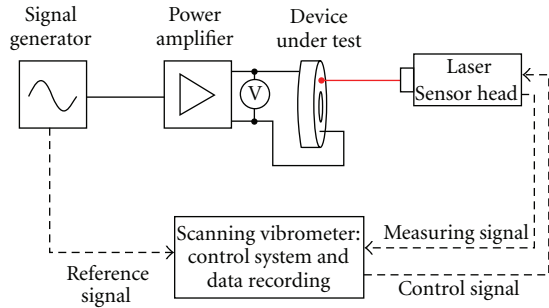 Signal
generator
Power
amplifier
Device
under test
V
Laser
Sensor head
Scanning vibrometer:
control system and
data recording
Measuring signal
Control signal
Reference
signal